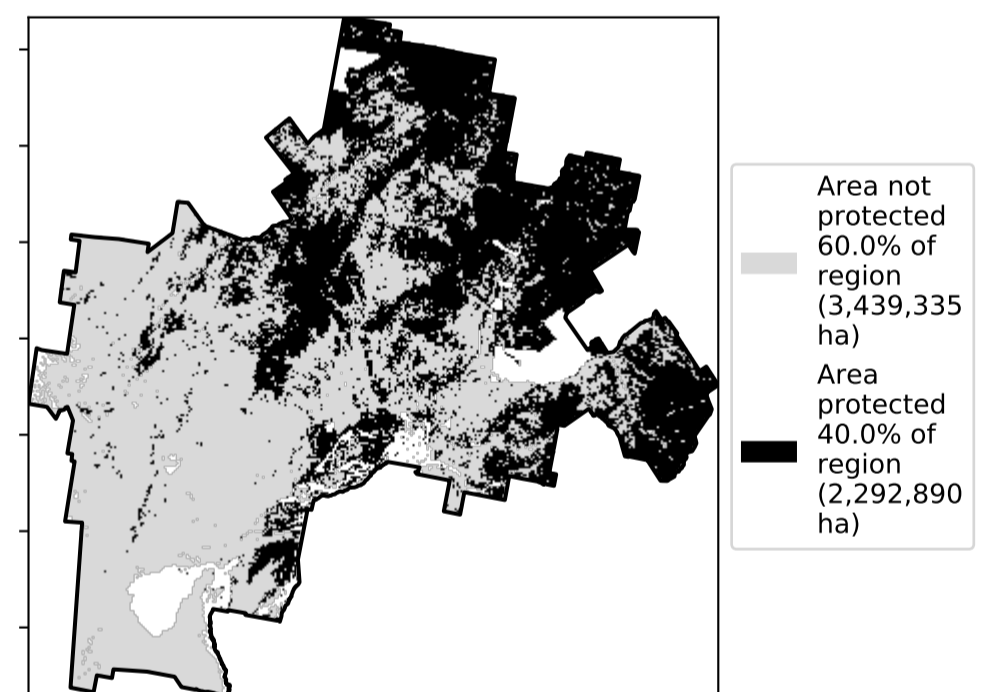 Area not
protected
60.0% of
region
(3,439,335
ha)
Area
protected
40.0% of
region
(2,292,890
ha)